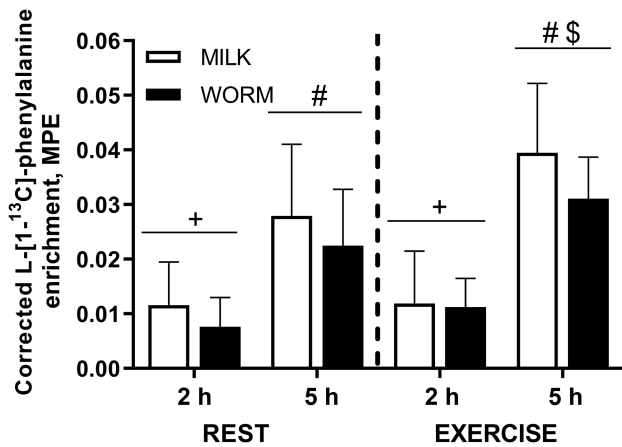 Corrected L-[1-¹³C]-phenylalanine
enrichment, MPE
0.06
0.05
0.04
0.03
0.02
0.01
0.00
MILK
WORM
+
#
+
# $
2 h
5 h
2 h
5 h
REST
EXERCISE